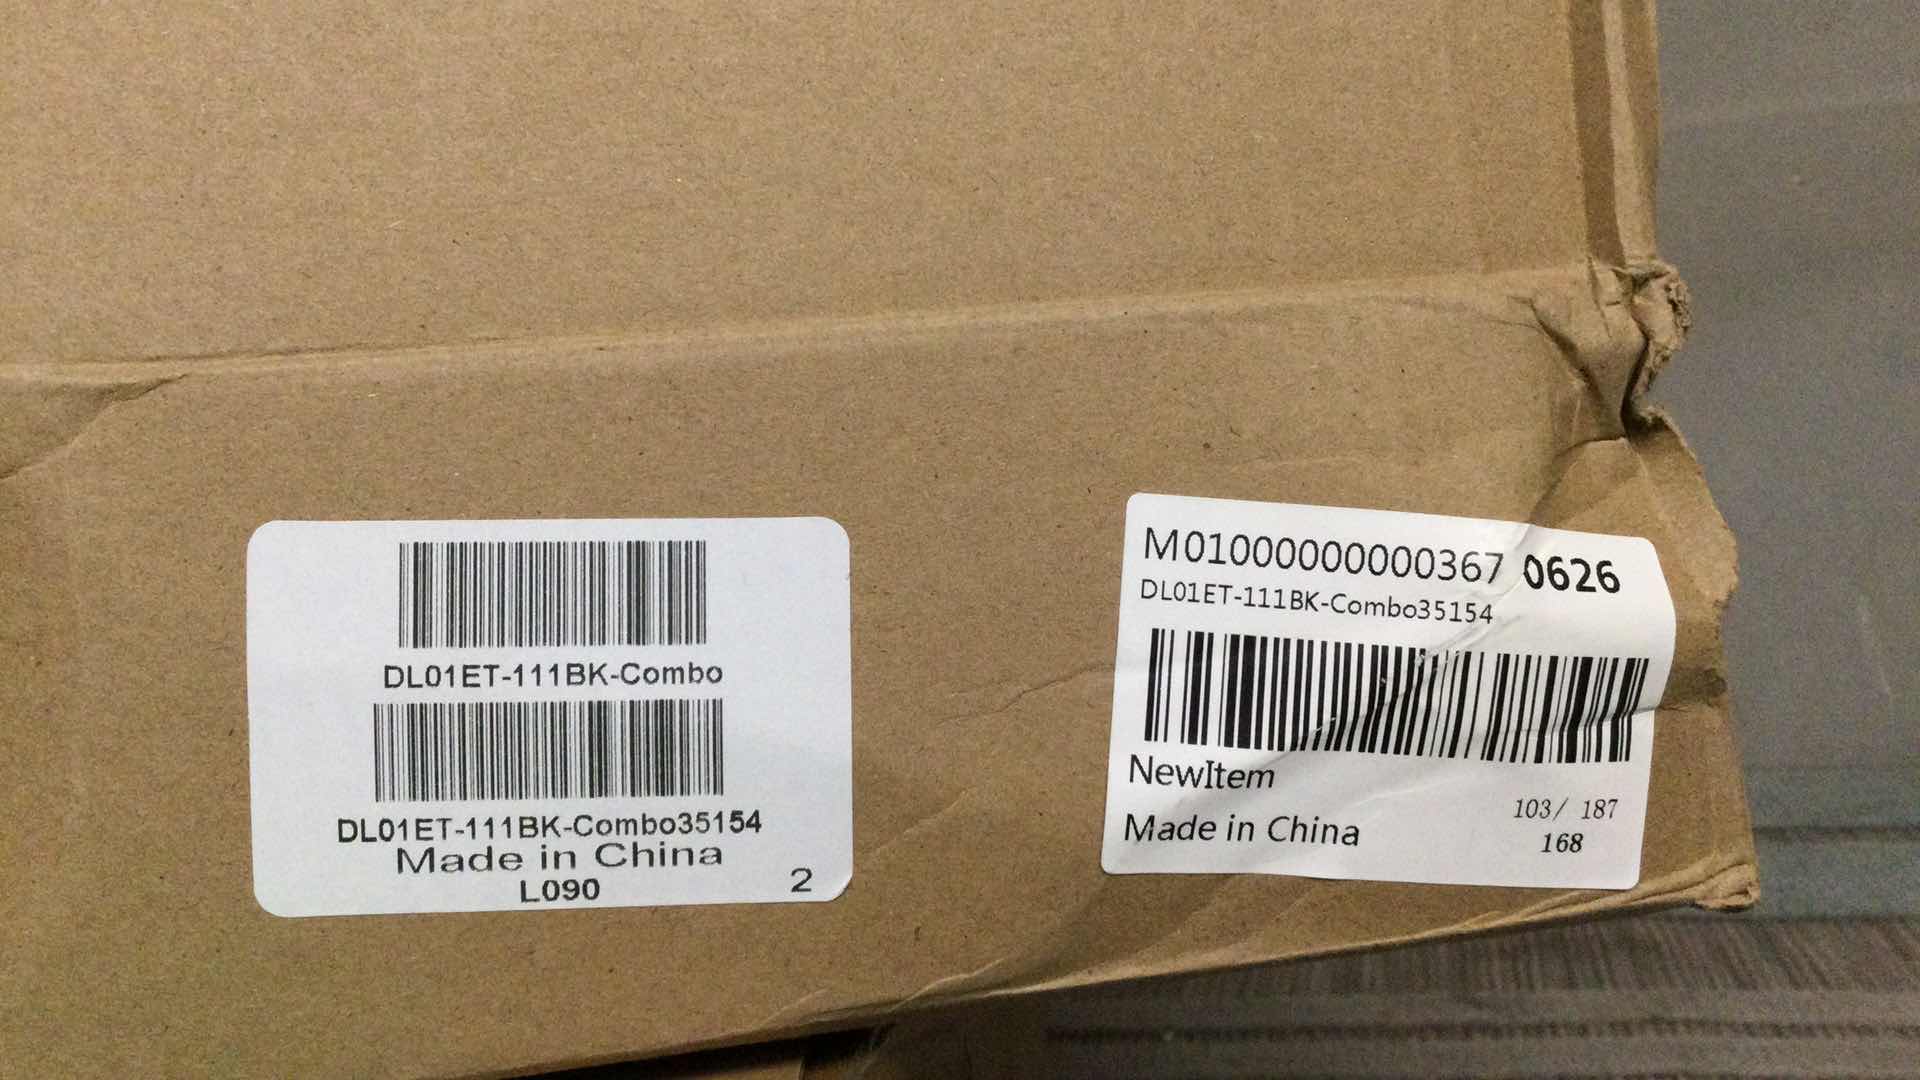 DL01ET-111BK-Combo
DL01ET-111BK-Combo35154
Made in China
L090
2
M01000000000367 0626
DL01ET-111BK-Combo35154
NewItem
103/ 187
Made in China
168